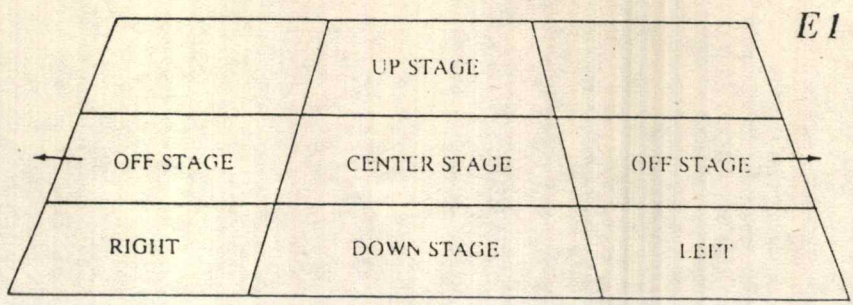 E1
UP STAGE
OFF STAGE CENTER STAGE OFF STAGE
RIGHT DOWN STAGE LEFT